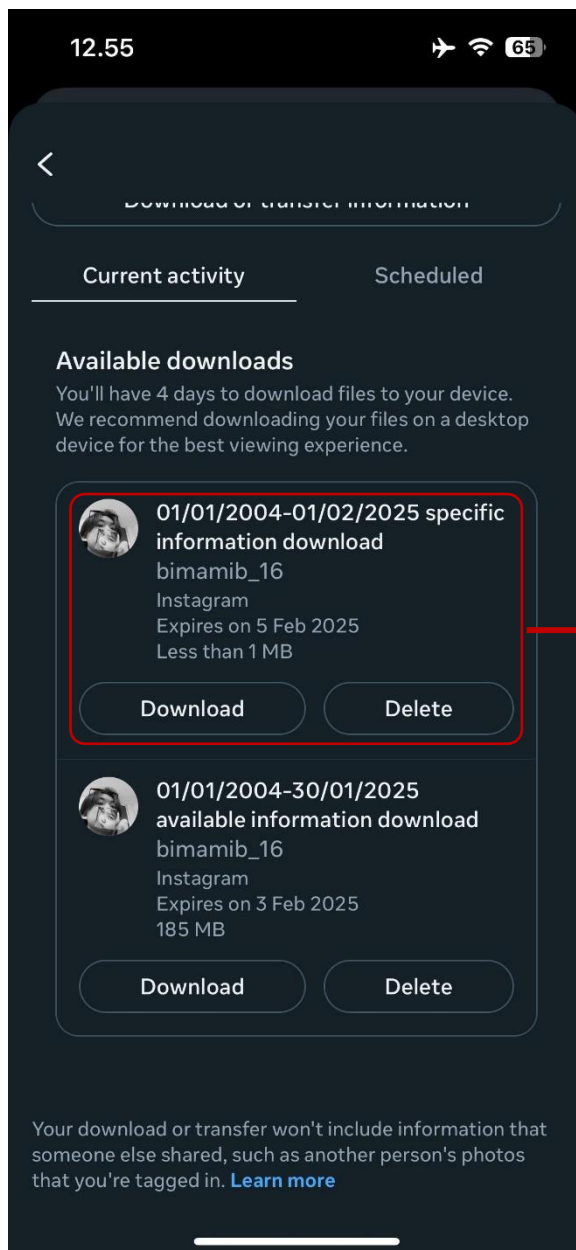 12.55
65
Download or transfer information
Current activity
Scheduled
Available downloads
You'll have 4 days to download files to your device.
We recommend downloading your files on a desktop
device for the best viewing experience.
01/01/2004-01/02/2025 specific
information download
bimamib_16
Instagram
Expires on 5 Feb 2025
Less than 1 MB
Download
Delete
01/01/2004-30/01/2025
available information download
bimamib_16
Instagram
Expires on 3 Feb 2025
185 MB
Download
Delete
Your download or transfer won't include information that
someone else shared, such as another person's photos
that you're tagged in. Learn more